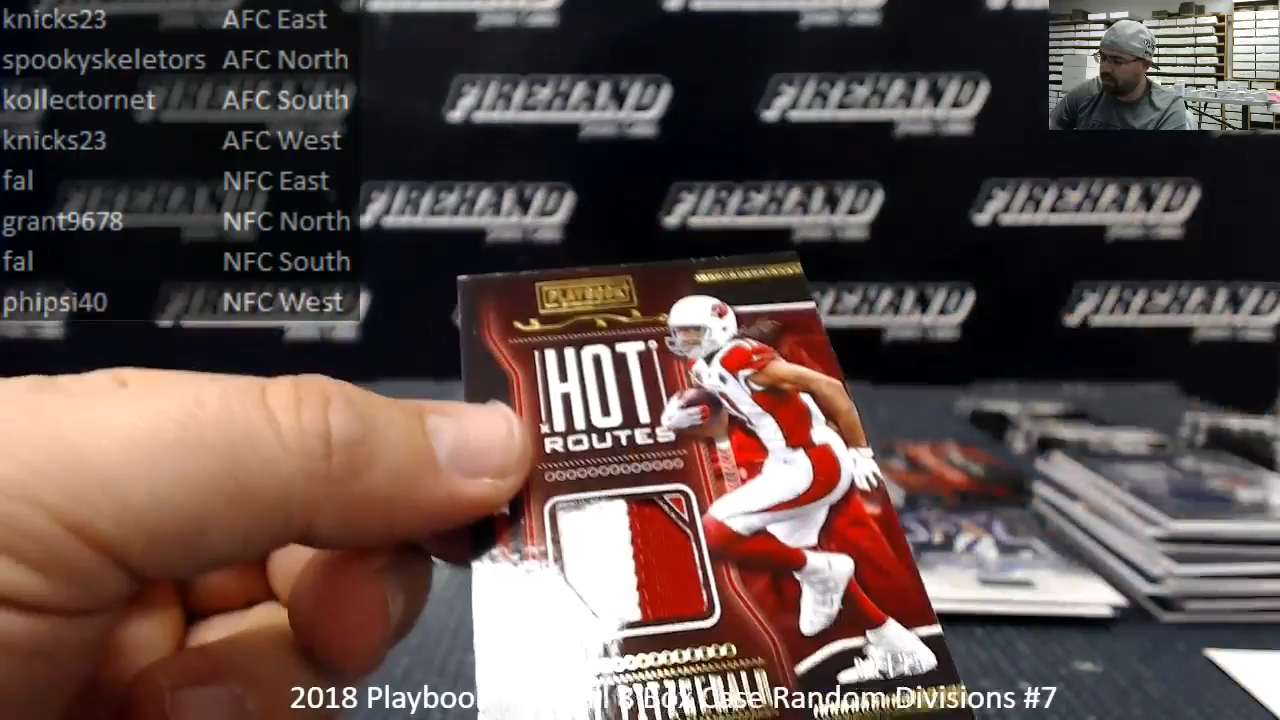 knicks23 AFC East
spookyskeletors AFC North
kollectornet AFC South
knicks23 AFC West
fal NFC East
grant9678 NFC North
fal NFC South
phipsi40 NFC West
FIREHAND FIREHAND
FIREHAND FIREHAND FIREHAND
FIREHAND FIREHAND
PLAYBOOK
HOT
ROUTES
2018 Box Case Random Divisions #7